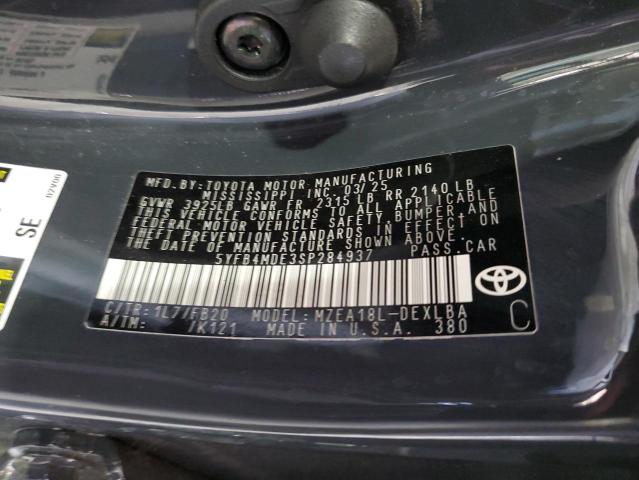 MFD. BY: TOYOTA MOTOR MANUFACTURING
MISSISSIPPI, INC. 03/25
GVWR 3925LB GAWR FR 2315 LB RR 2140 LB
THIS VEHICLE CONFORMS TO ALL APPLICABLE
FEDERAL MOTOR VEHICLE SAFETY, BUMPER, AND
THEFT PREVENTION STANDARDS IN EFFECT ON
THE DATE OF MANUFACTURE SHOWN ABOVE.
5YFB4MDE3SP284937 PASS.CAR
C/TR: 1L7/FB20 MODEL: MZEA18L-DEXLBA
A/TM: /K121 MADE IN U.S.A. 380 C
SE